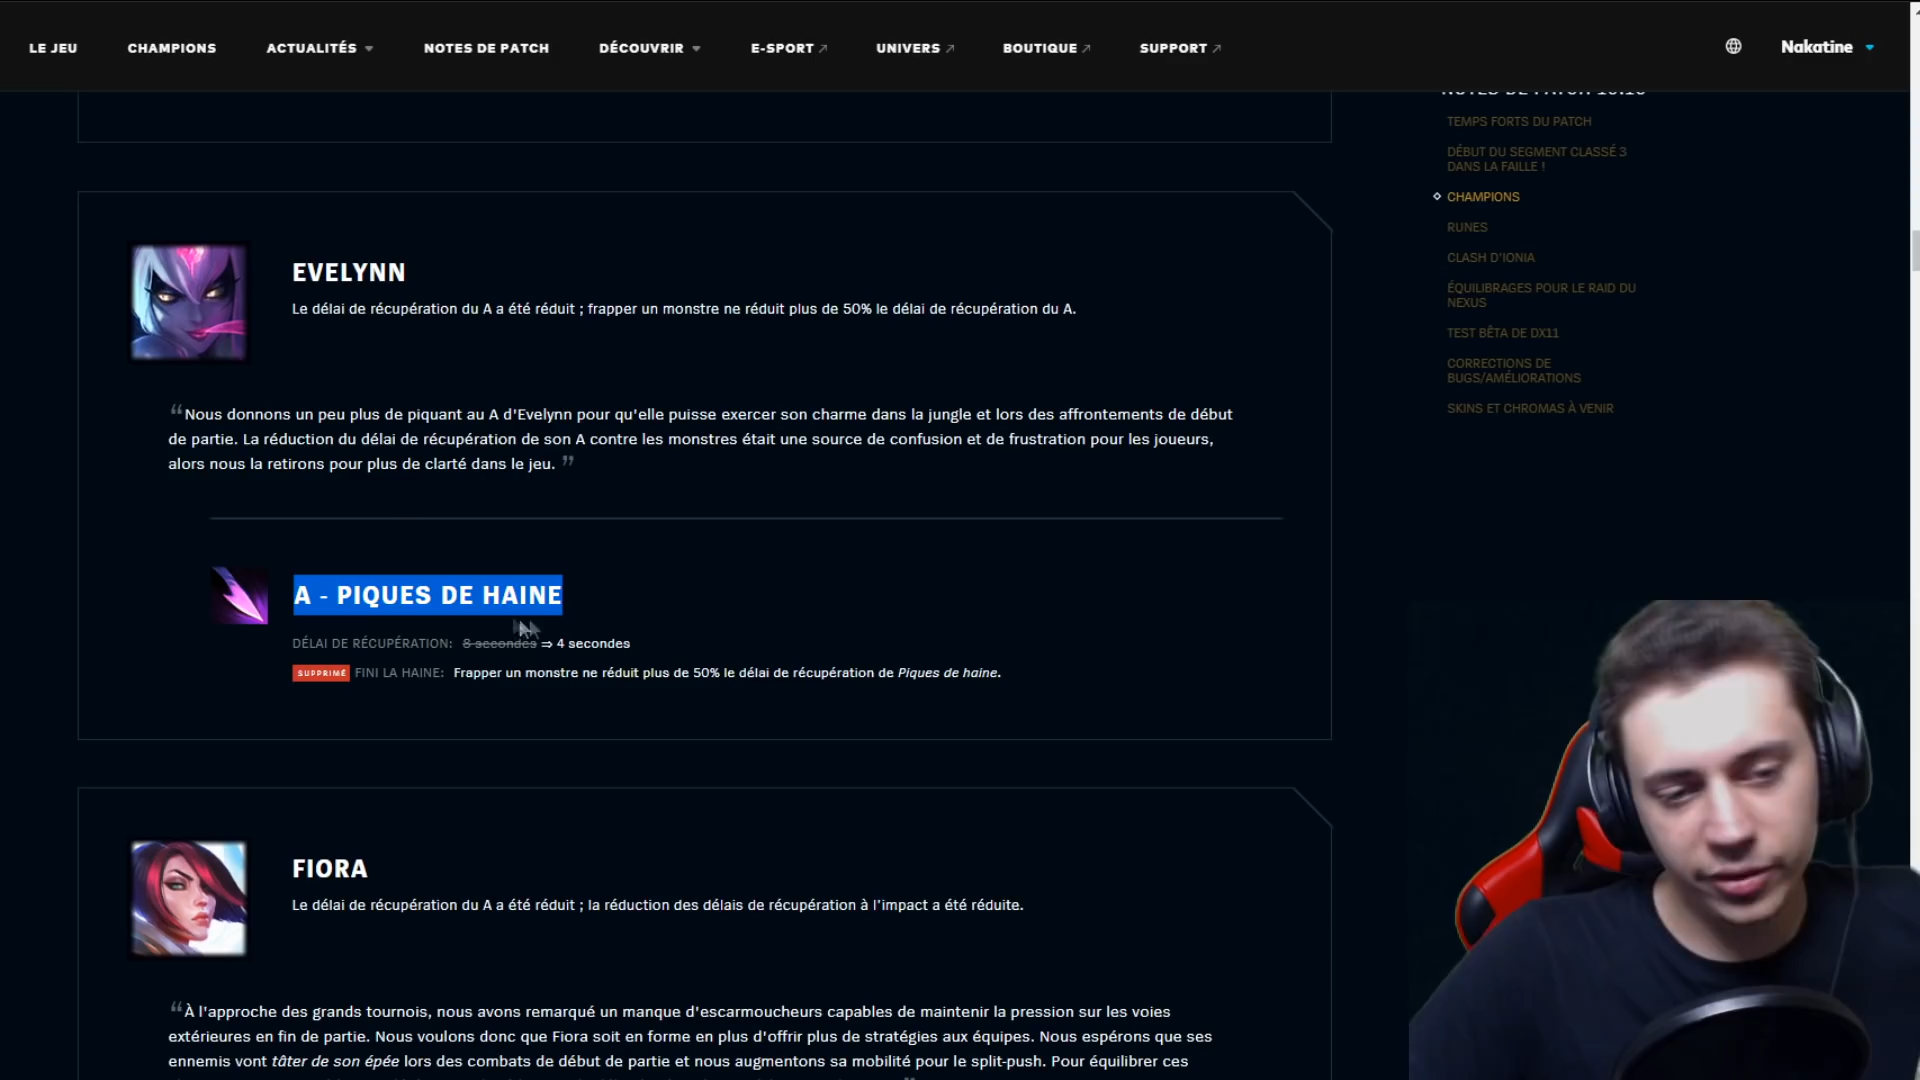 LE JEU
CHAMPIONS
ACTUALITÉS
NOTES DE PATCH
DÉCOUVRIR
E-SPORT
UNIVERS
BOUTIQUE
SUPPORT
Nakatine
TEMPS FORTS DU PATCH
DÉBUT DU SEGMENT CLASSÉ 3
DANS LA FAILLE !
CHAMPIONS
RUNES
CLASH D'IONIA
ÉQUILIBRAGES POUR LE RAID DU
NEXUS
TEST BÊTA DE DX11
CORRECTIONS DE
BUGS/AMÉLIORATIONS
SKINS ET CHROMAS À VENIR
EVELYNN
Le délai de récupération du A a été réduit ; frapper un monstre ne réduit plus de 50% le délai de récupération du A.
“Nous donnons un peu plus de piquant au A d'Evelynn pour qu'elle puisse exercer son charme dans la jungle et lors des affrontements de début
de partie. La réduction du délai de récupération de son A contre les monstres était une source de confusion et de frustration pour les joueurs,
alors nous la retirons pour plus de clarté dans le jeu. ”
A - PIQUES DE HAINE
DÉLAI DE RÉCUPÉRATION: 8 secondes ⇒ 4 secondes
SUPPRIMÉ FINI LA HAINE: Frapper un monstre ne réduit plus de 50% le délai de récupération de Piques de haine.
FIORA
Le délai de récupération du A a été réduit ; la réduction des délais de récupération à l'impact a été réduite.
“À l'approche des grands tournois, nous avons remarqué un manque d'escarmoucheurs capables de maintenir la pression sur les voies
extérieures en fin de partie. Nous voulons donc que Fiora soit en forme en plus d'offrir plus de stratégies aux équipes. Nous espérons que ses
ennemis vont tâter de son épée lors des combats de début de partie et nous augmentons sa mobilité pour le split-push. Pour équilibrer ces